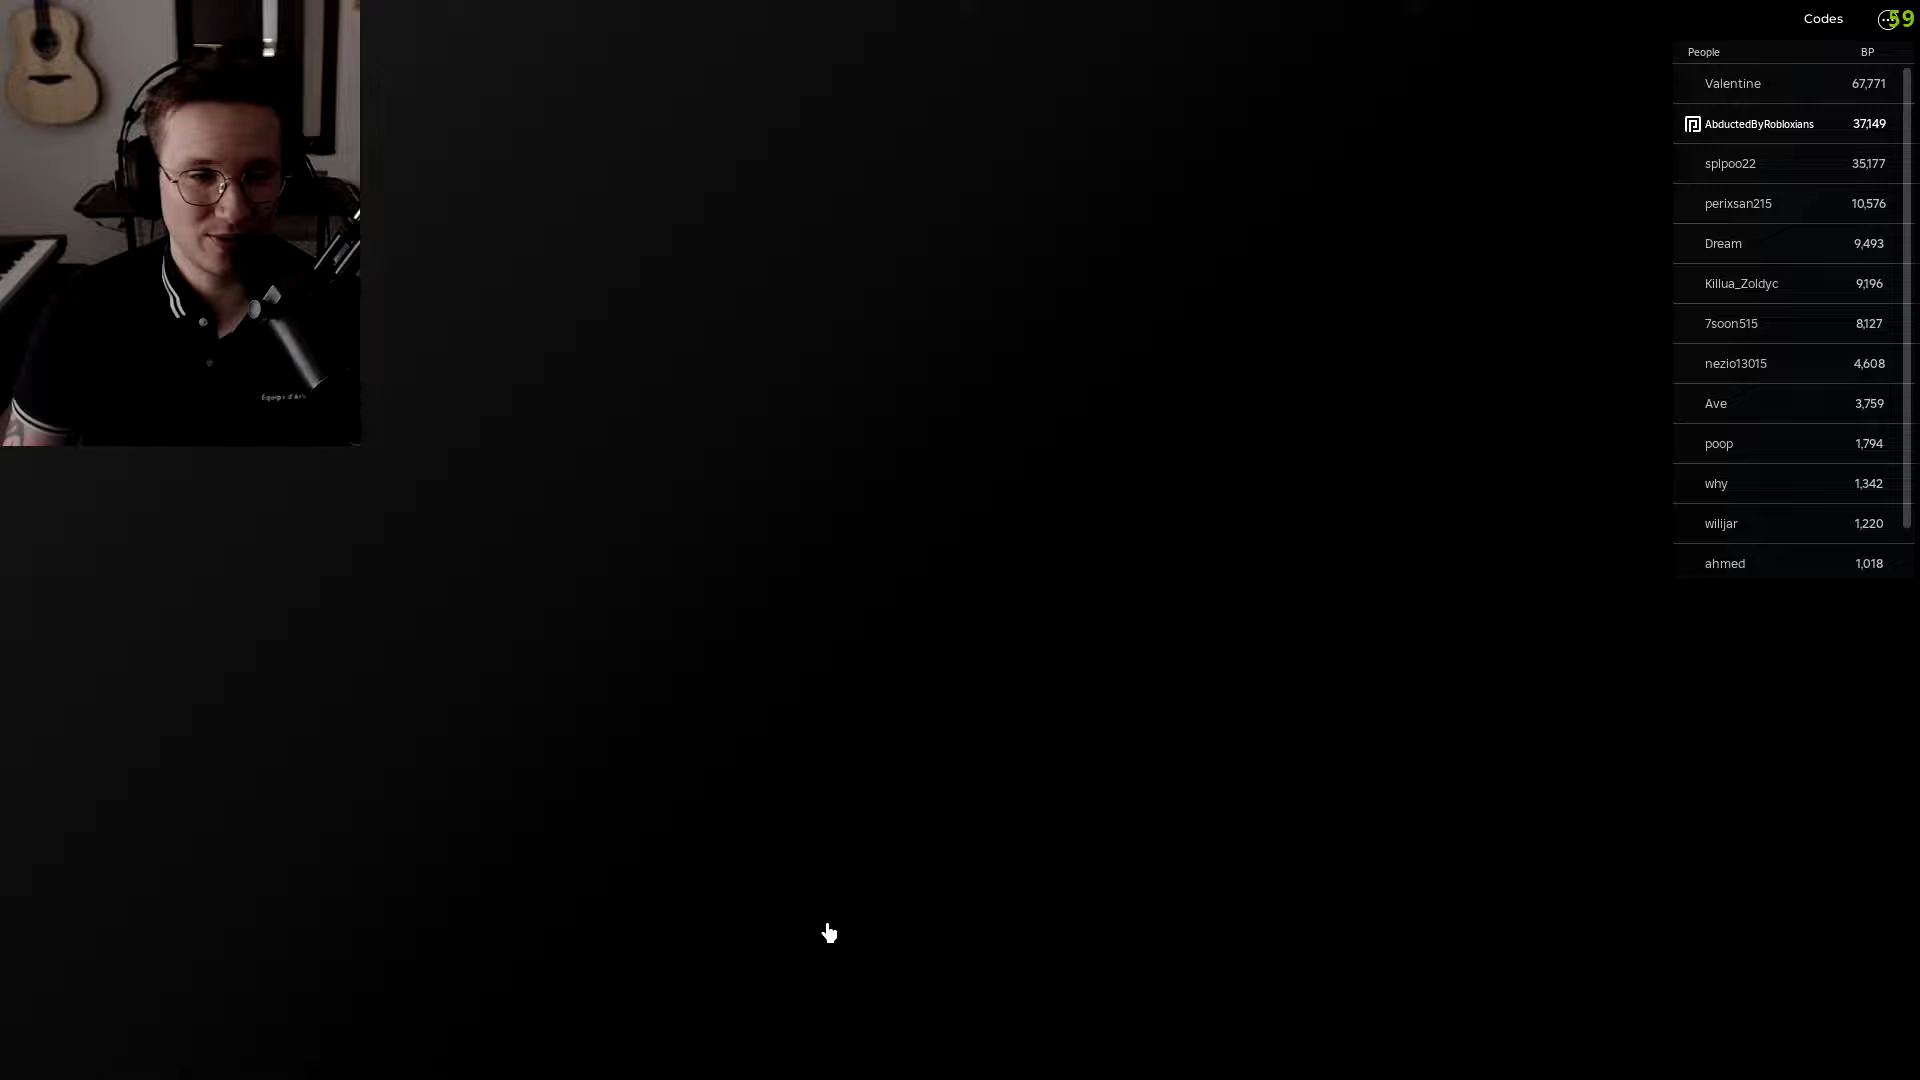 Codes
59
People BP
Valentine 67,771
AbductedByRobloxians 37,149
splpoo22 35,177
perixsan215 10,576
Dream 9,493
Killua_Zoldyc 9,196
7soon515 8,127
nezio13015 4,608
Ave 3,759
poop 1,794
why 1,342
wilijar 1,220
ahmed 1,018